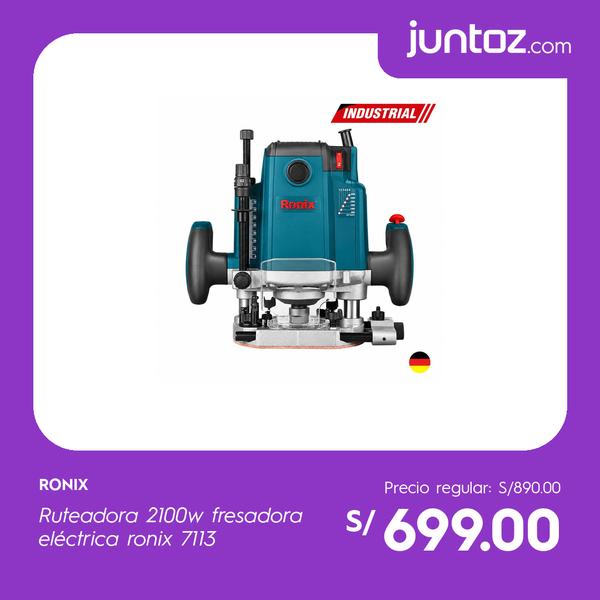 juntoz.com
INDUSTRIAL
Ronix
RONIX
Ruteadora 2100w fresadora
eléctrica ronix 7113
Precio regular: S/890.00
S/ 699.00